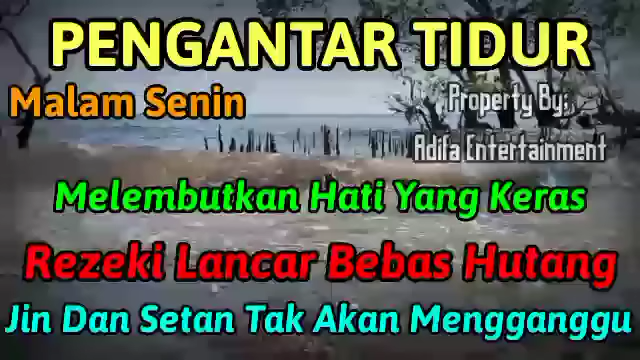 PENGANTAR TIDUR
Malam Senin
Property By:
Adifa Entertainment
Melembutkan Hati Yang Keras
Rezeki Lancar Bebas Hutang
Jin Dan Setan Tak Akan Mengganggu